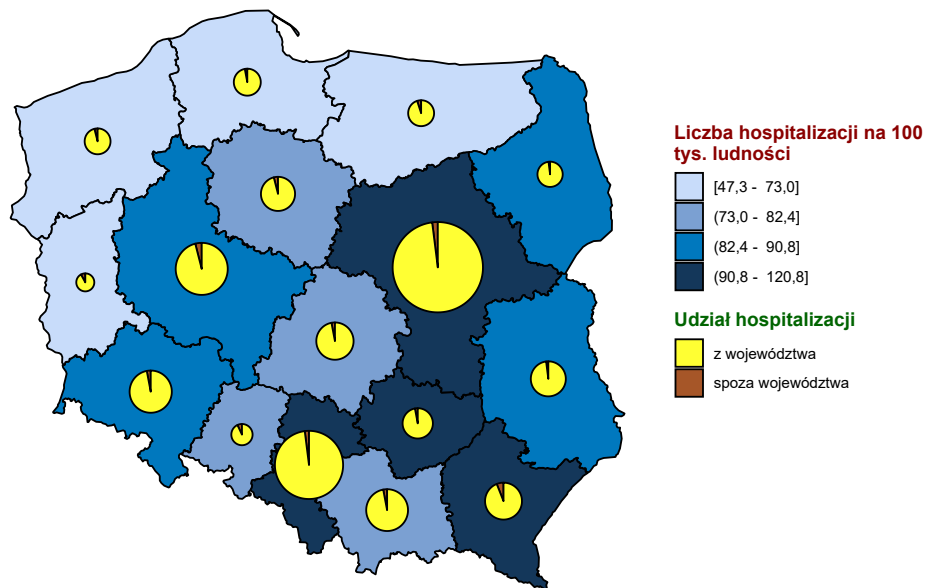 Liczba hospitalizacji na 100
tys. ludności
[47,3 - 73,0]
(73,0 - 82,4]
(82,4 - 90,8]
(90,8 - 120,8]
Udział hospitalizacji
z województwa
spoza województwa